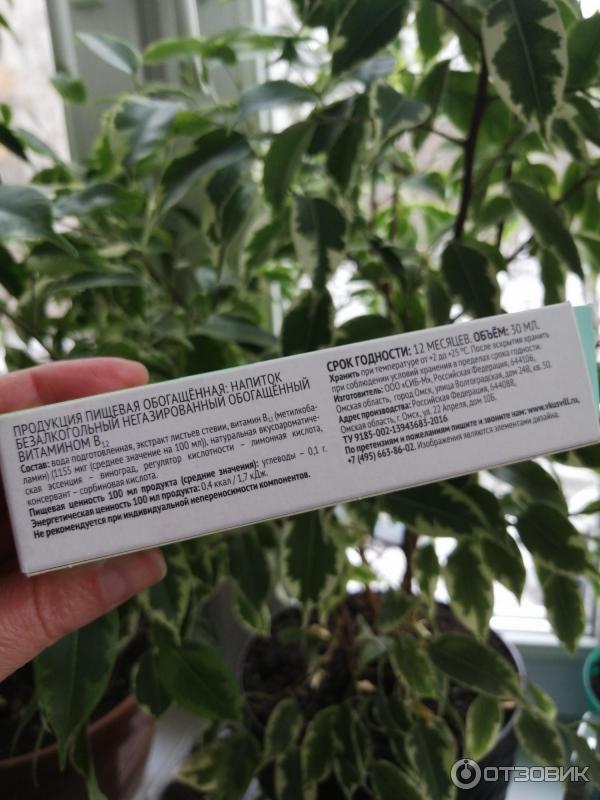 ПРОДУКЦИЯ ПИЩЕВАЯ ОБОГАЩЁННАЯ: НАПИТОК
БЕЗАЛКОГОЛЬНЫЙ НЕГАЗИРОВАННЫЙ ОБОГАЩЁННЫЙ
ВИТАМИНОМ B12
Состав: вода подготовленная, экстракт листьев стевии, витамин B12 (метилкоба-
ламин) (1155 мкг (среднее значение на 100 мл)), натуральная вкусоаромати­че-
ская эссенция – виноград, регулятор кислотности – лимонная кислота,
консервант – сорбиновая кислота.
Пищевая ценность 100 мл продукта (средние значения): углеводы – 0,1 г.
Энергетическая ценность 100 мл продукта: 0,4 ккал / 1,7 кДж.
Не рекомендуется при индивидуальной непереносимости компонентов.
СРОК ГОДНОСТИ: 12 МЕСЯЦЕВ. ОБЪЁМ: 30 МЛ.
Хранить при температуре от +2 до +25 °С. После вскрытия хранить
при соблюдении условий хранения в пределах срока годности.
Изготовитель: ООО «СИБ-М», Российская Федерация, 644106,
Омская область, город Омск, улица Волгоградская, дом 24В, кв. 50.
Адрес производства: Российская Федерация, 644088,
Омская область, г. Омск, ул. 22 Апреля, дом 10Б.
ТУ 9185-002-13943683-2016
По претензиям и пожеланиям пишите и звоните нам: www.vkusvill.ru
+7 (495) 663-86-02. Изображения являются элементами дизайна.
ОТЗОВИК